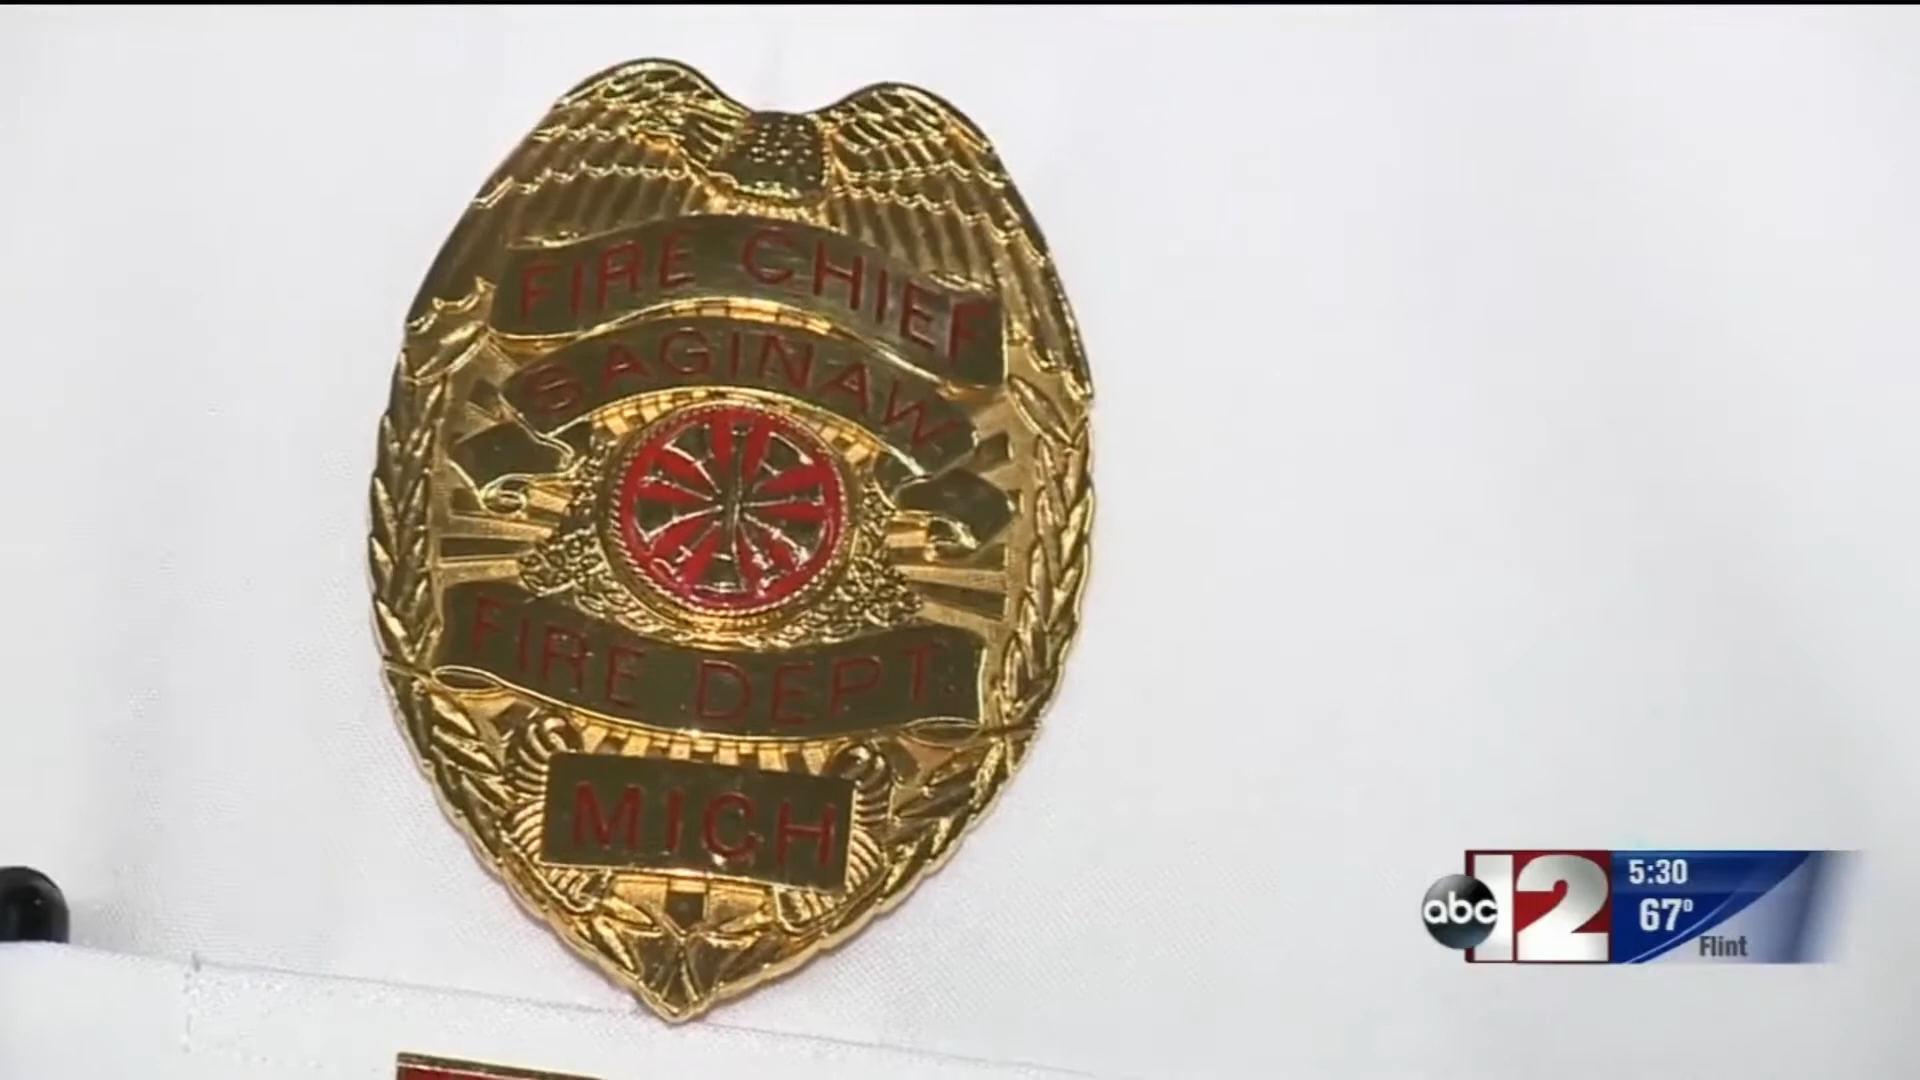 FIRE CHIEF
SAGINAW
FIRE DEPT
MICH
abc 12
5:30
67°
Flint